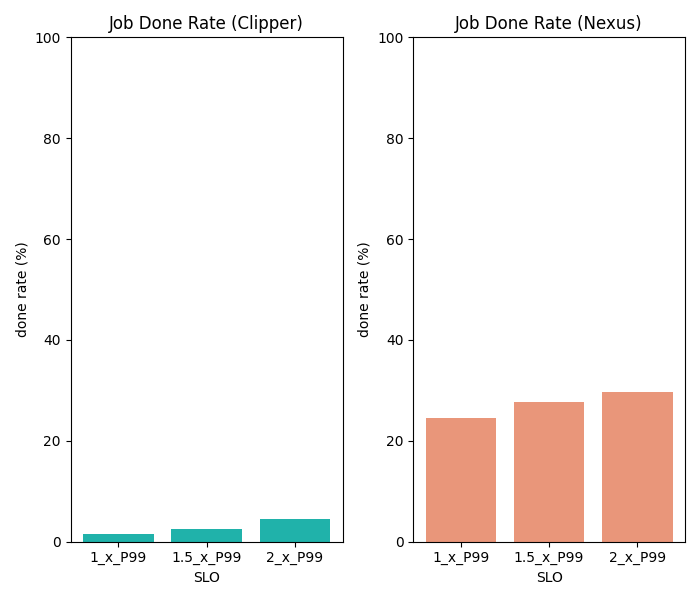 Job Done Rate (Clipper)
100
80
60
40
20
0
done rate (%)
1_x_P99 1.5_x_P99 2_x_P99
SLO
Job Done Rate (Nexus)
100
80
60
40
20
0
done rate (%)
1_x_P99 1.5_x_P99 2_x_P99
SLO